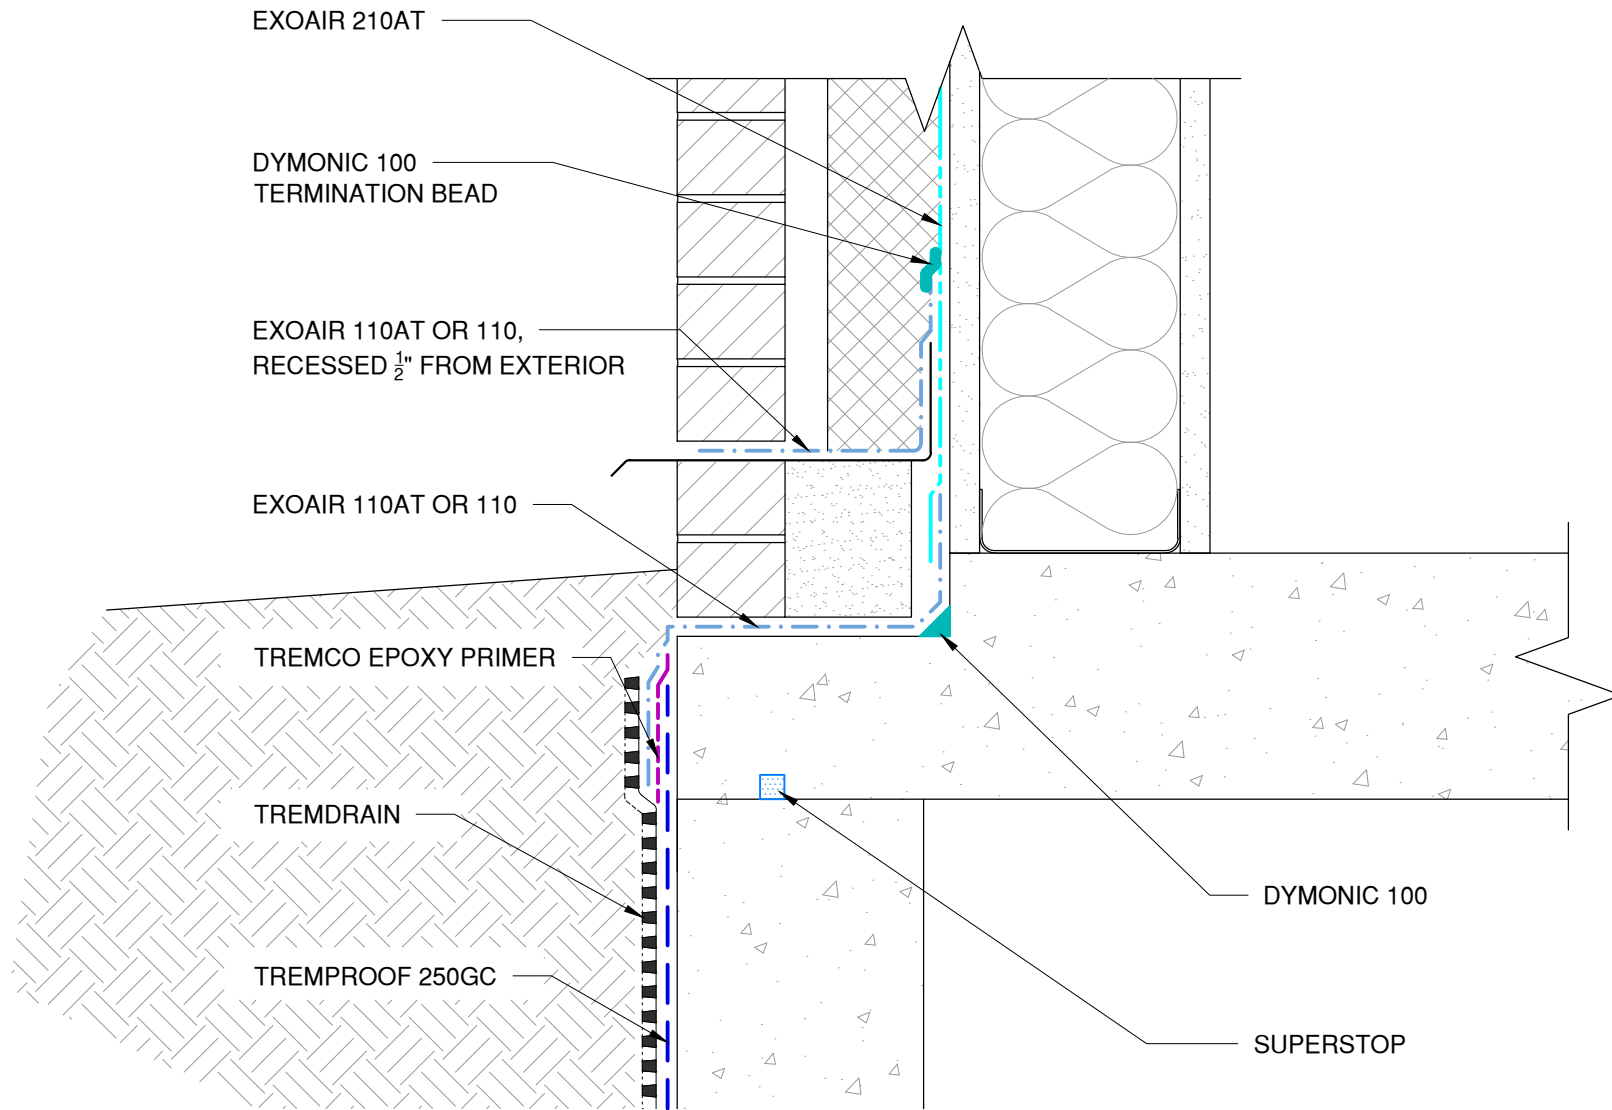 EXOAIR 210AT
DYMONIC 100
TERMINATION BEAD
EXOAIR 110AT OR 110,
RECESSED 1/2" FROM EXTERIOR
EXOAIR 110AT OR 110
TREMCO EPOXY PRIMER
TREMDRAIN
DYMONIC 100
TREMPROOF 250GC
SUPERSTOP